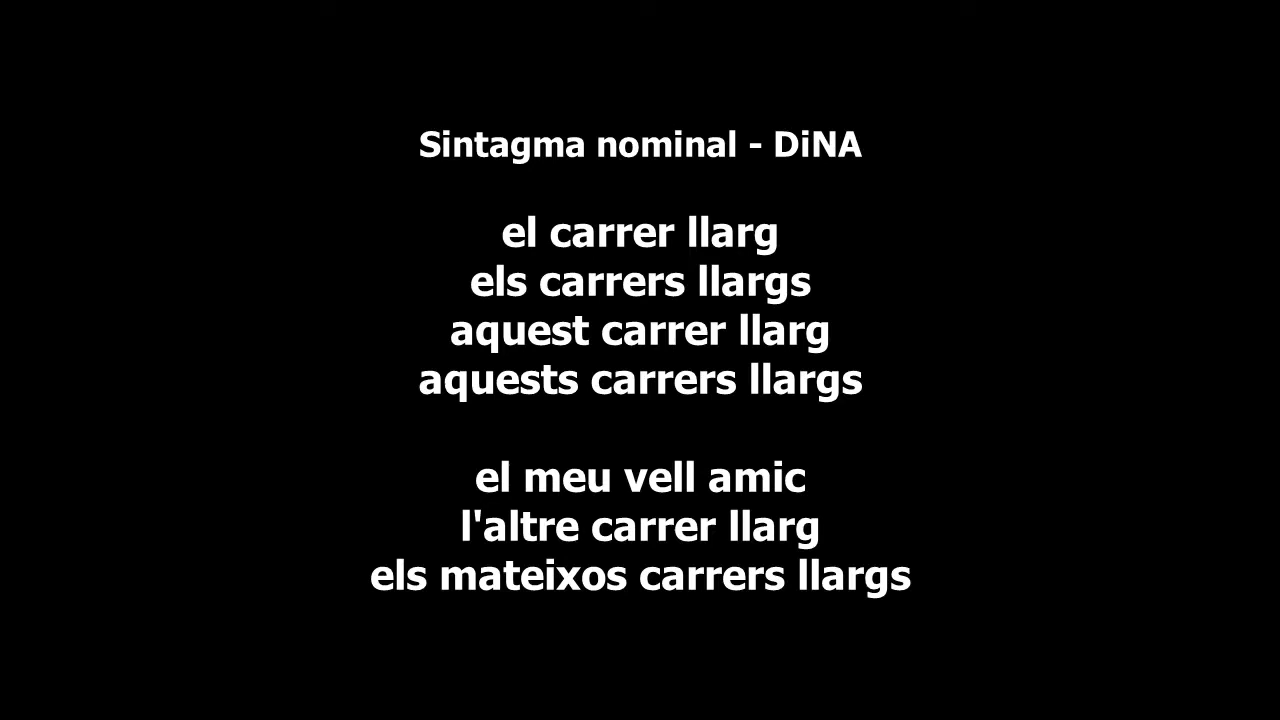 Sintagma nominal - DiNA
el carrer llarg
els carrers llargs
aquest carrer llarg
aquests carrers llargs
el meu vell amic
l'altre carrer llarg
els mateixos carrers llargs